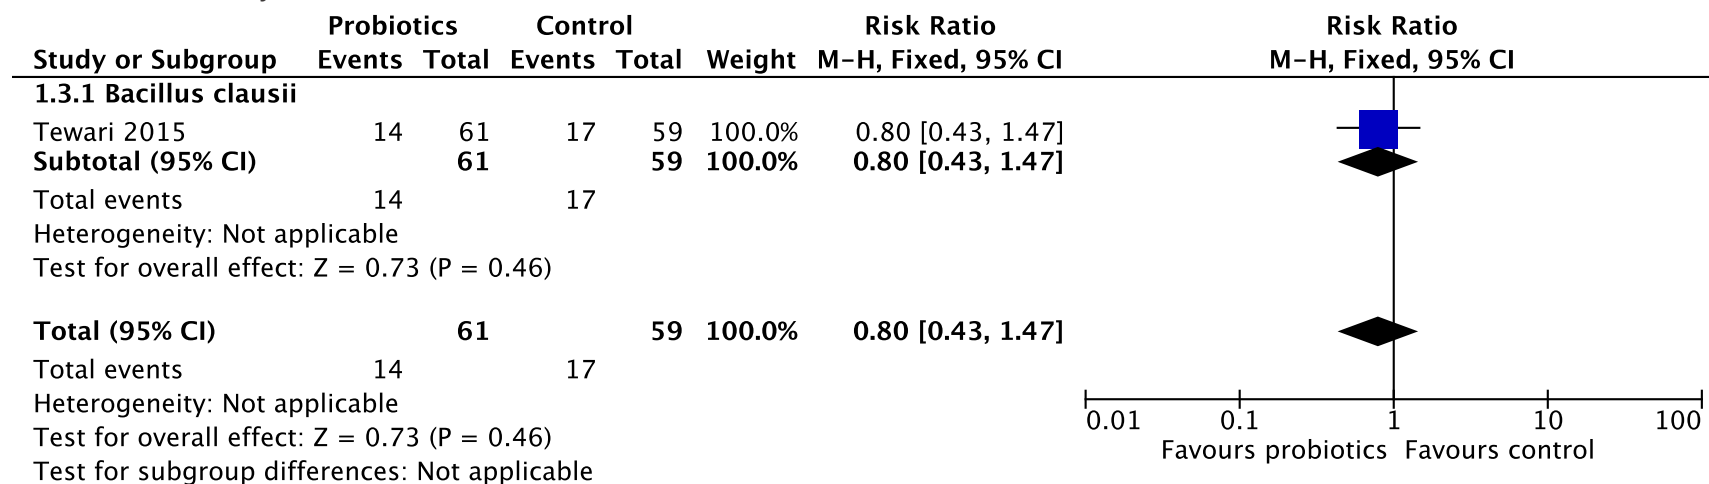 Probiotics Control Risk Ratio Risk Ratio
Study or Subgroup Events Total Events Total Weight M-H, Fixed, 95% CI M-H, Fixed, 95% CI
1.3.1 Bacillus clausii
Tewari 2015 14 61 17 59 100.0% 0.80 [0.43, 1.47]
Subtotal (95% CI) 61 59 100.0% 0.80 [0.43, 1.47]
Total events 14 17
Heterogeneity: Not applicable
Test for overall effect: Z = 0.73 (P = 0.46)
Total (95% CI) 61 59 100.0% 0.80 [0.43, 1.47]
Total events 14 17
Heterogeneity: Not applicable
Test for overall effect: Z = 0.73 (P = 0.46)
Test for subgroup differences: Not applicable
0.01 0.1 1 10 100
Favours probiotics Favours control